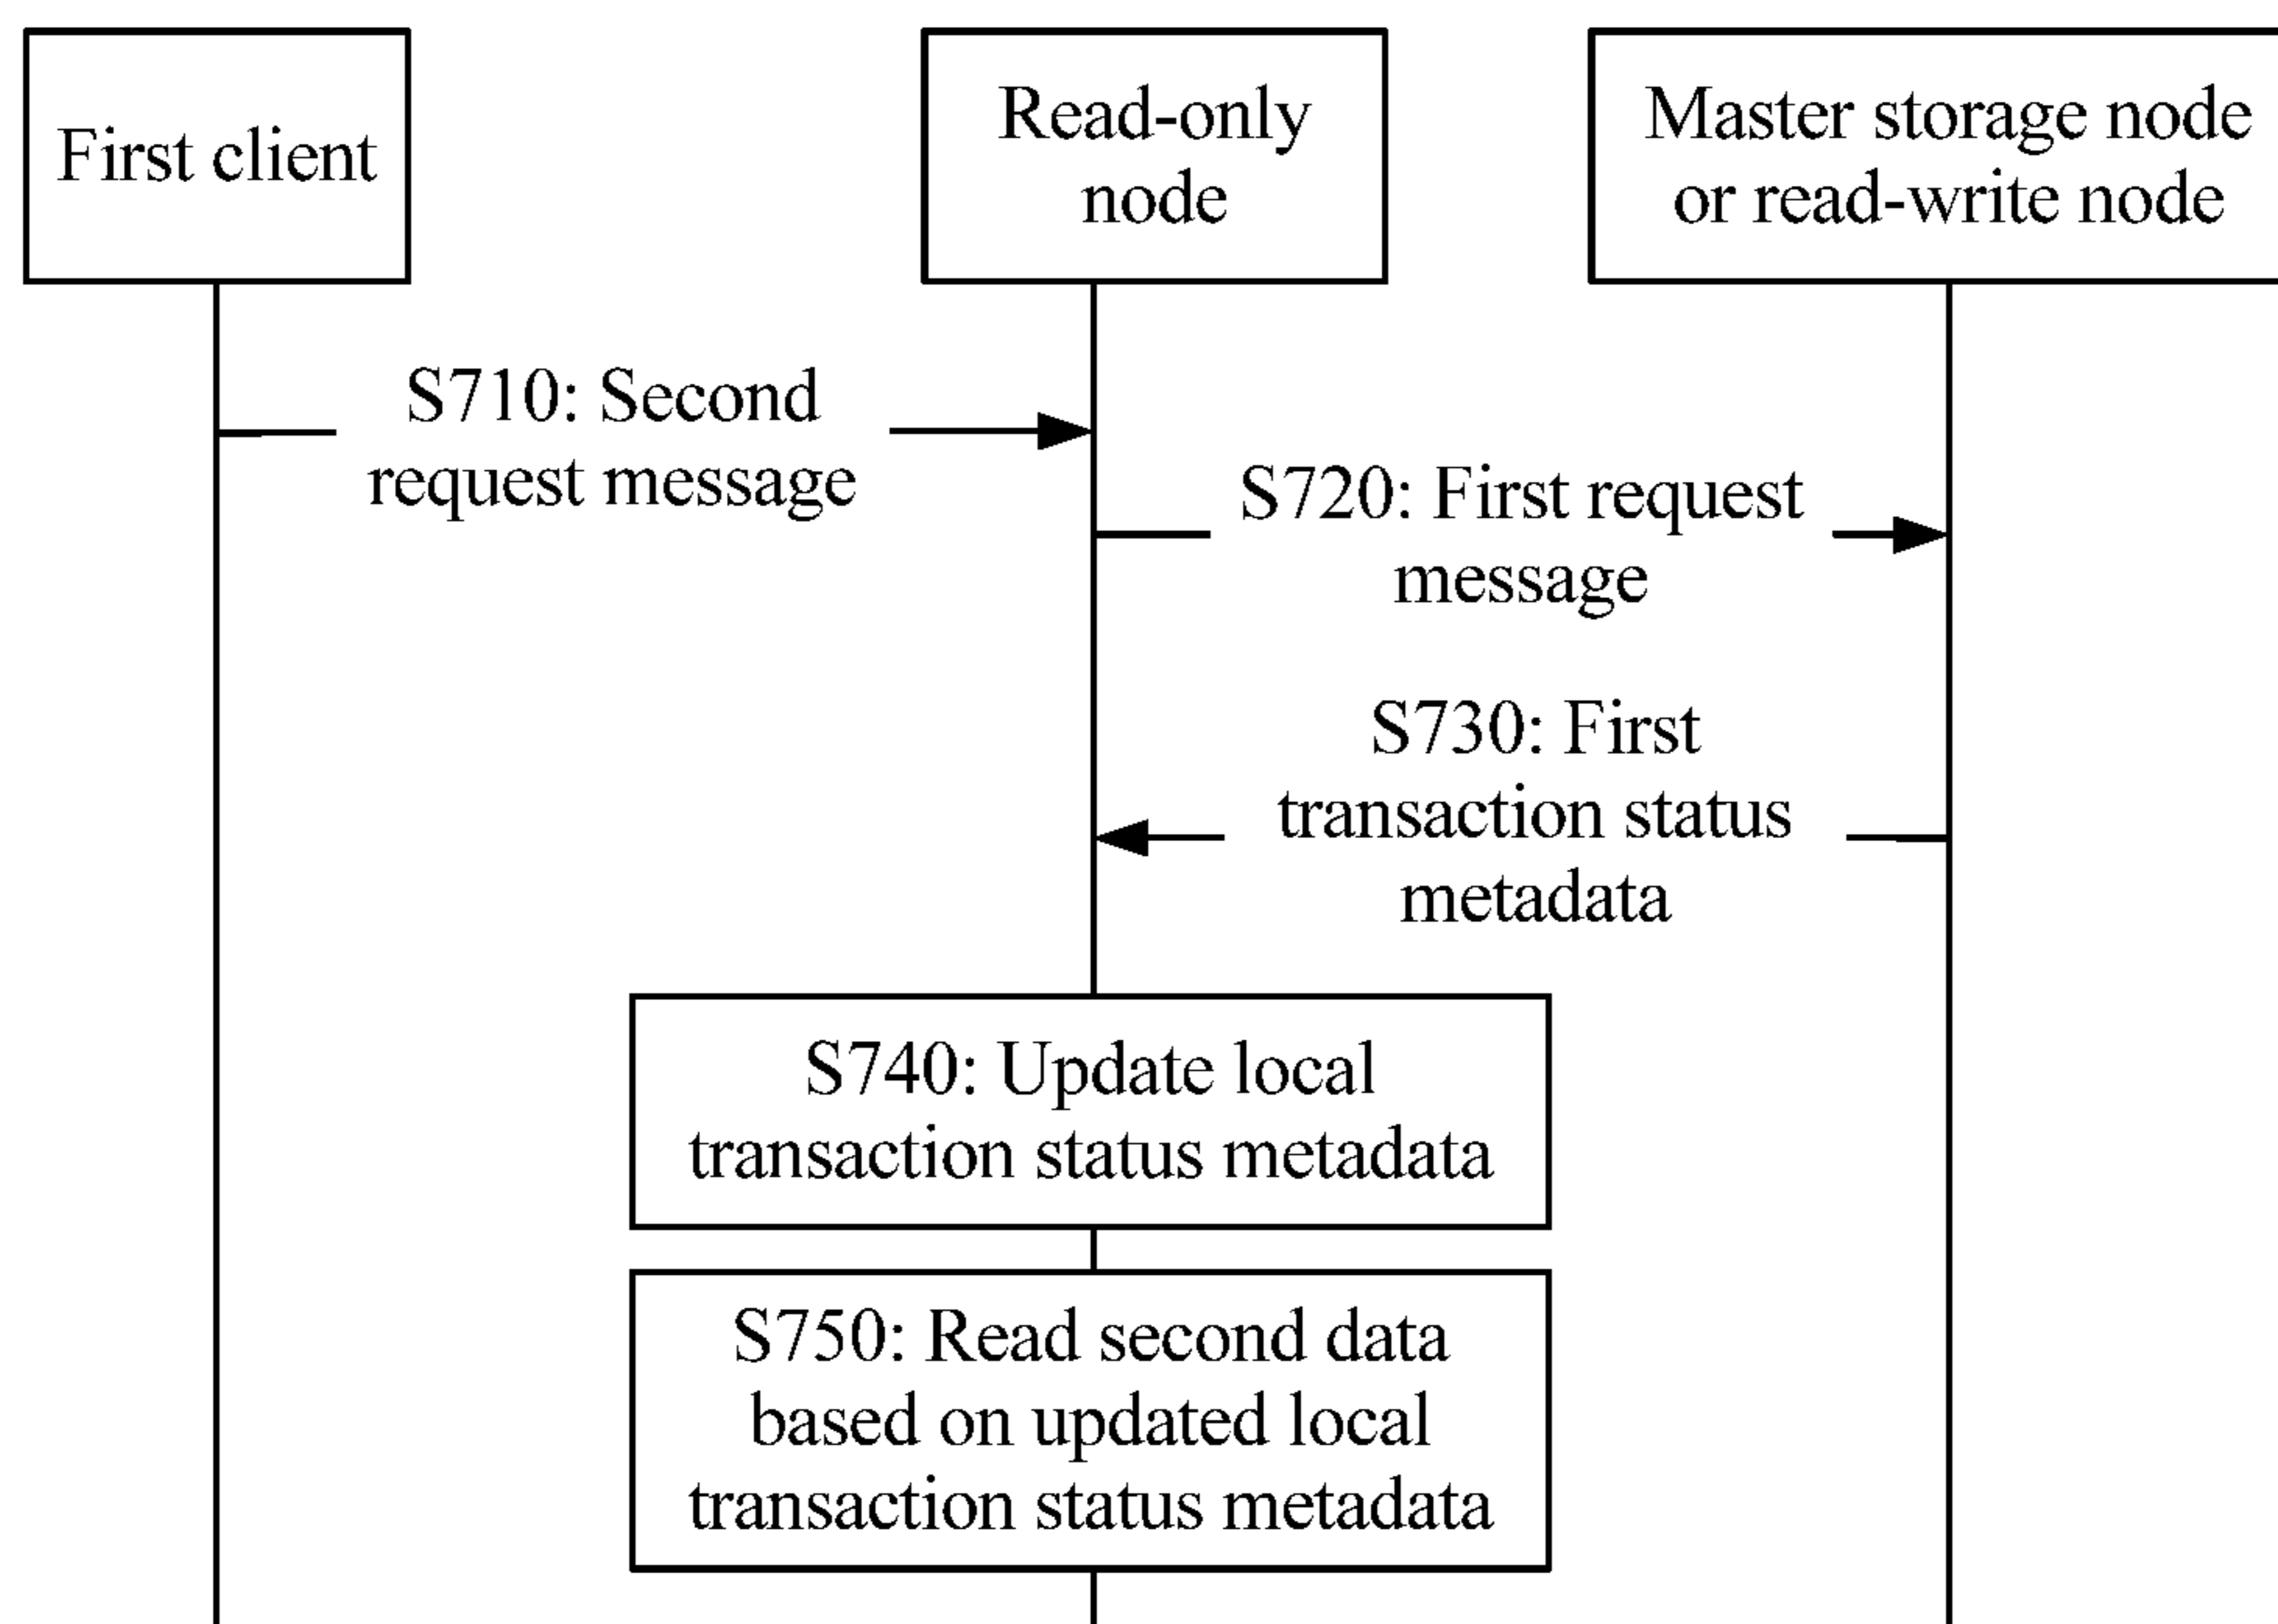 First client
Read-only
node
Master storage node
or read-write node
S710: Second
request message
S720: First request
message
S730: First
transaction status
metadata
S740: Update local
transaction status metadata
S750: Read second data
based on updated local
transaction status metadata